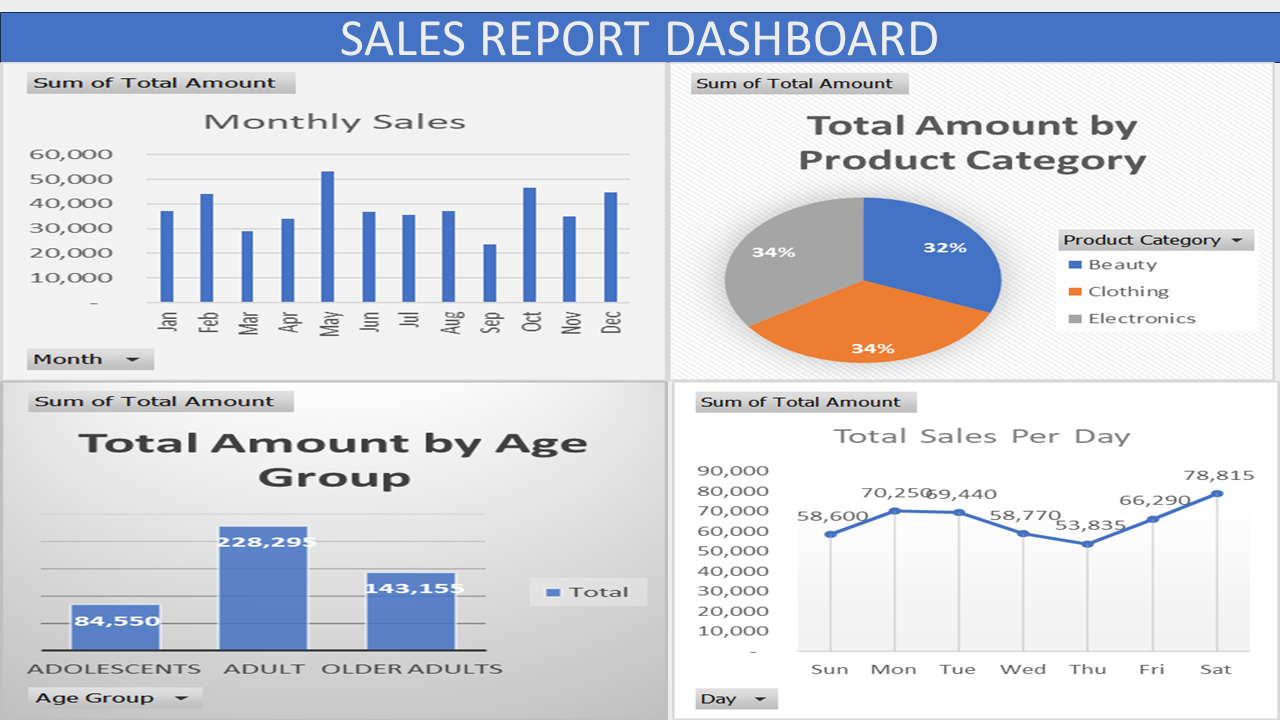 SALES REPORT DASHBOARD
Sum of Total Amount
Monthly Sales
60,000
50,000
40,000
30,000
20,000
10,000
-
Jan Feb Mar Apr May Jun Jul Aug Sep Oct Nov Dec
Month
Sum of Total Amount
Total Amount by
Product Category
34%
32%
34%
Product Category
Beauty
Clothing
Electronics
Sum of Total Amount
Total Amount by Age
Group
84,550
228,295
143,155
Total
ADOLESCENTS ADULT OLDER ADULTS
Age Group
Sum of Total Amount
Total Sales Per Day
90,000
80,000
70,000
60,000
50,000
40,000
30,000
20,000
10,000
-
58,600 70,250 69,440 58,770 53,835 66,290 78,815
Sun Mon Tue Wed Thu Fri Sat
Day